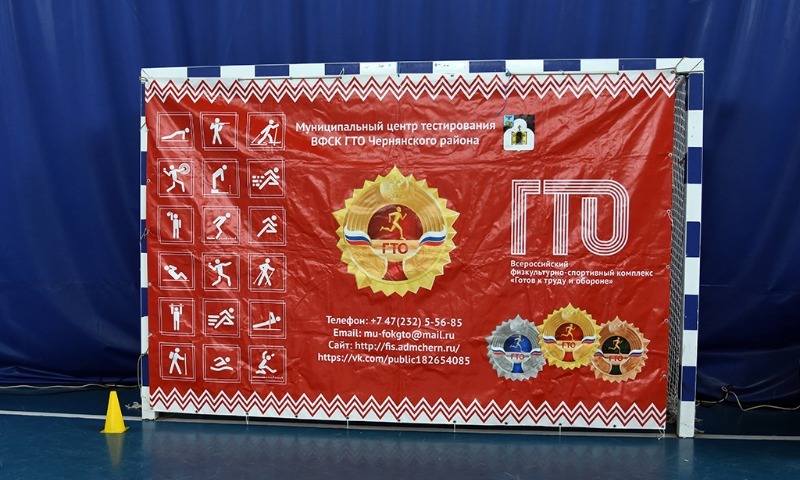 Муниципальный центр тестирования
ВФСК ГТО Чернянского района
ГТО
ГТО
Всероссийский
физкультурно-спортивный комплекс
«Готов к труду и обороне»
Телефон: +7 47(232) 5-56-85
Email: mu-fokgto@mail.ru
Сайт: http://fis.admchern.ru/
https://vk.com/public182654085
ГТО
ГТО
ГТО